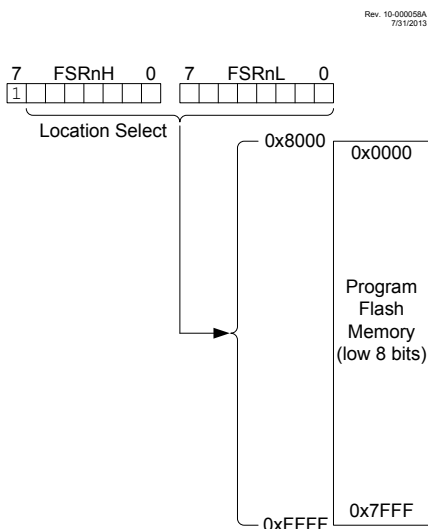 Rev. 10-000058A
7/31/2013
7 FSRnH 0 7 FSRnL 0
1
Location Select
0x8000
0x0000
Program
Flash
Memory
(low 8 bits)
0x7FFF
0xFFFF